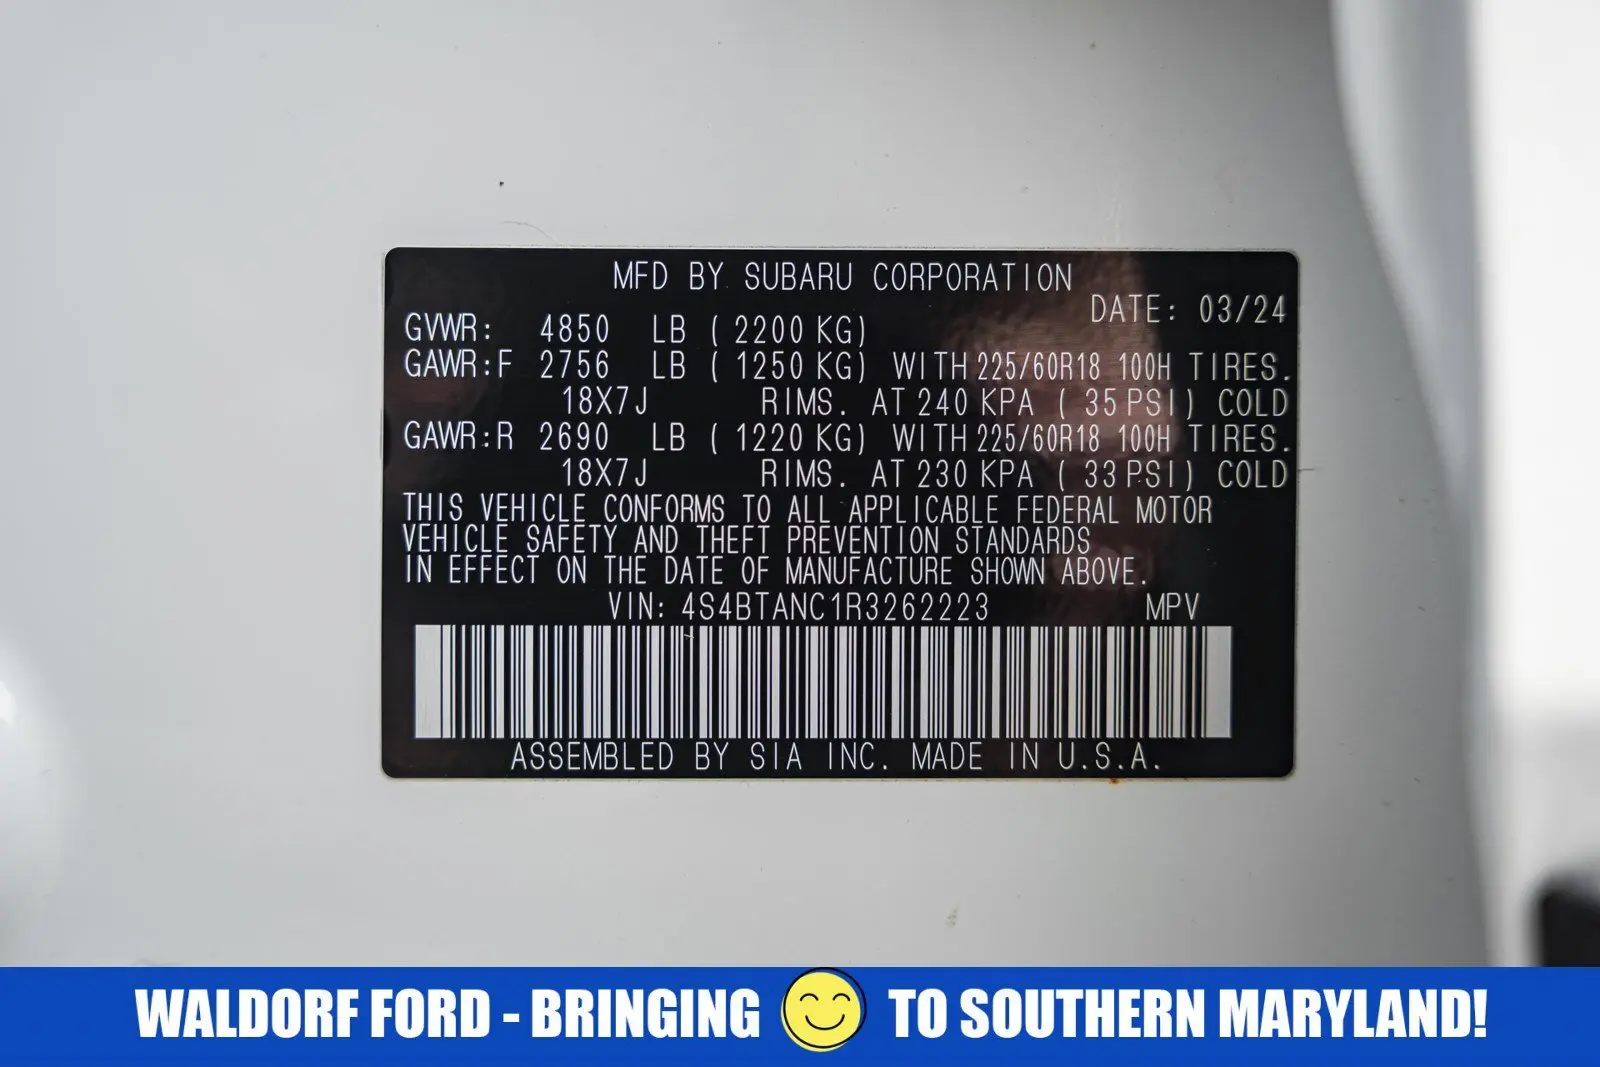 MFD BY SUBARU CORPORATION
DATE: 03/24
GVWR: 4850 LB ( 2200 KG)
GAWR:F 2756 LB ( 1250 KG) WITH 225/60R18 100H TIRES.
18X7J RIMS. AT 240 KPA ( 35 PSI) COLD
GAWR:R 2690 LB ( 1220 KG) WITH 225/60R18 100H TIRES.
18X7J RIMS. AT 230 KPA ( 33 PSI) COLD
THIS VEHICLE CONFORMS TO ALL APPLICABLE FEDERAL MOTOR
VEHICLE SAFETY AND THEFT PREVENTION STANDARDS
IN EFFECT ON THE DATE OF MANUFACTURE SHOWN ABOVE.
VIN: 4S4BTANC1R3262223 MPV
ASSEMBLED BY SIA INC. MADE IN U.S.A.
WALDORF FORD - BRINGING TO SOUTHERN MARYLAND!